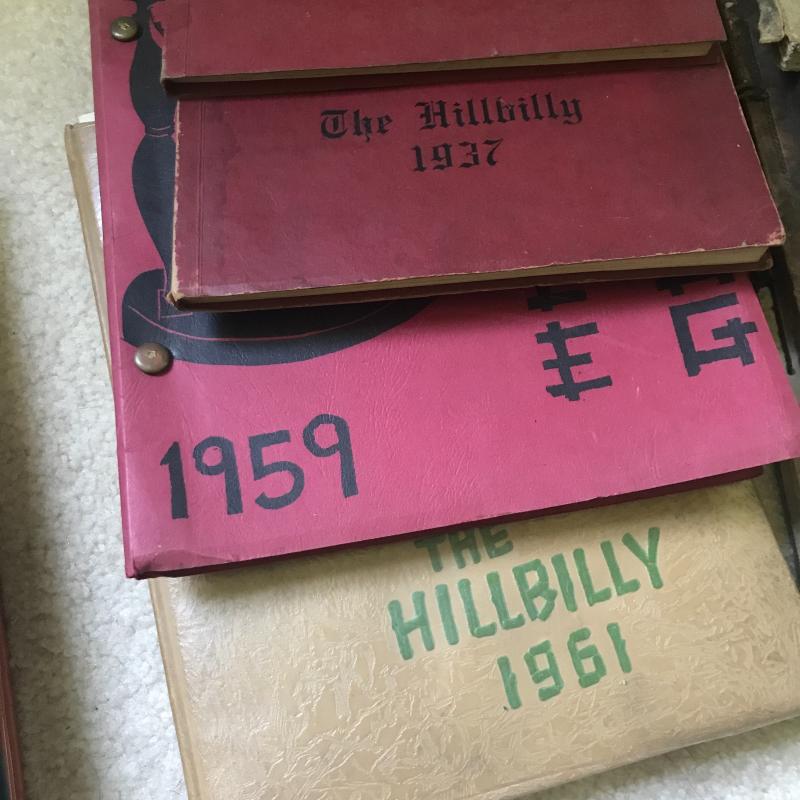 The Hillbilly
1937
E G
1959
THE
HILLBILLY
1961